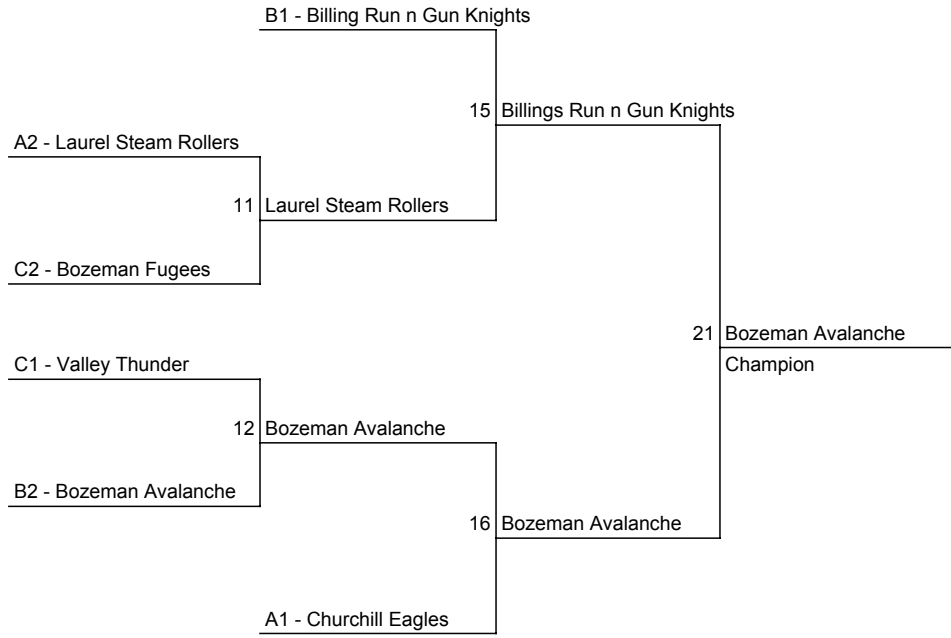 B1 - Billing Run n Gun Knights
15 Billings Run n Gun Knights
A2 - Laurel Steam Rollers
11 Laurel Steam Rollers
C2 - Bozeman Fugees
21 Bozeman Avalanche
Champion
C1 - Valley Thunder
12 Bozeman Avalanche
B2 - Bozeman Avalanche
16 Bozeman Avalanche
A1 - Churchill Eagles